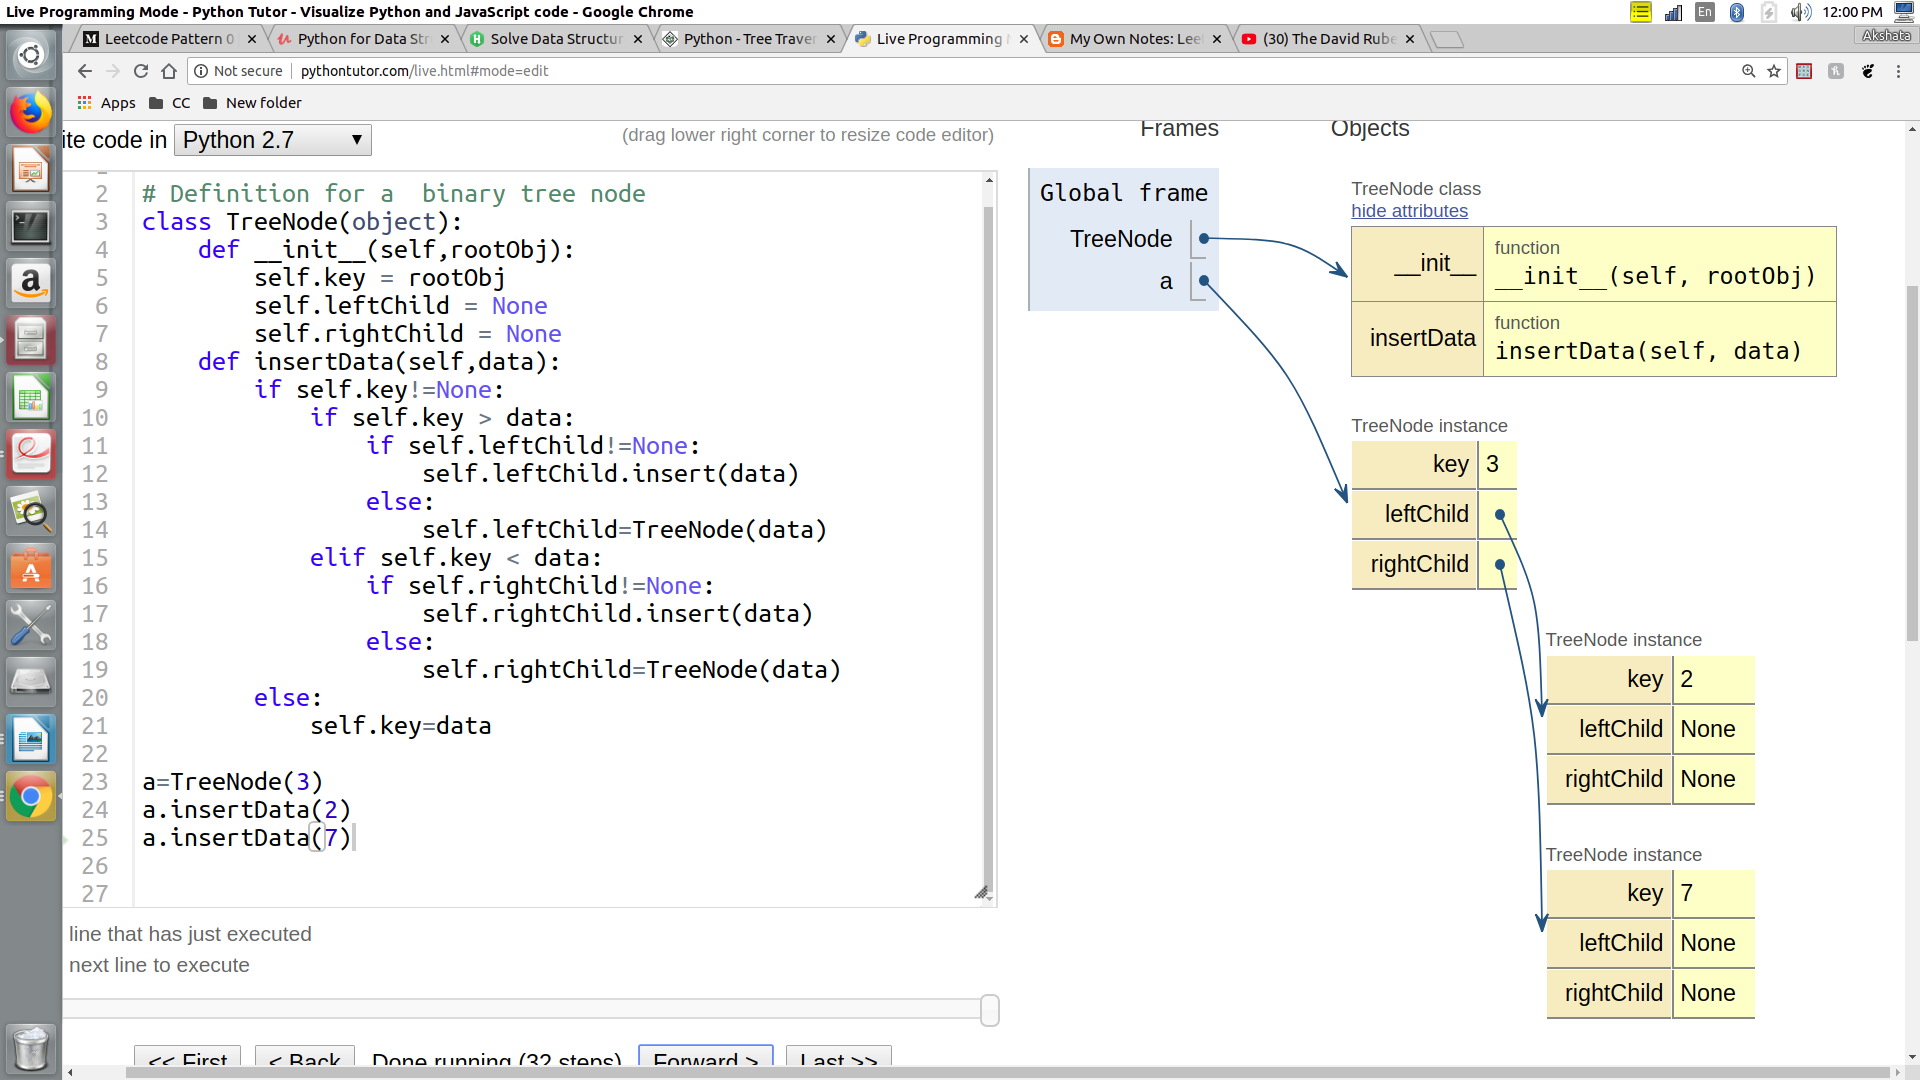 Live Programming Mode - Python Tutor - Visualize Python and JavaScript code - Google Chrome
En
12:00 PM
Akshata
Leetcode Pattern 0
Python for Data Str
Solve Data Structur
Python - Tree Traver
Live Programming
My Own Notes: Lee
(30) The David Rube
Not secure
pythontutor.com/live.html#mode=edit
Apps
CC
New folder
ite code in
Python 2.7
(drag lower right corner to resize code editor)
Frames
Objects
2 # Definition for a  binary tree node
3 class TreeNode(object):
4     def __init__(self,rootObj):
5         self.key = rootObj
6         self.leftChild = None
7         self.rightChild = None
8     def insertData(self,data):
9         if self.key!=None:
10             if self.key > data:
11                 if self.leftChild!=None:
12                     self.leftChild.insert(data)
13                 else:
14                     self.leftChild=TreeNode(data)
15             elif self.key < data:
16                 if self.rightChild!=None:
17                     self.rightChild.insert(data)
18                 else:
19                     self.rightChild=TreeNode(data)
20         else:
21             self.key=data
22
23 a=TreeNode(3)
24 a.insertData(2)
25 a.insertData(7)
26
27
line that has just executed
next line to execute
<< First
< Back
Done running (32 steps)
Forward >
Last >>
Global frame
TreeNode
a
TreeNode class
hide attributes
__init__
function
__init__(self, rootObj)
insertData
function
insertData(self, data)
TreeNode instance
key 3
leftChild
rightChild
TreeNode instance
key 2
leftChild None
rightChild None
TreeNode instance
key 7
leftChild None
rightChild None